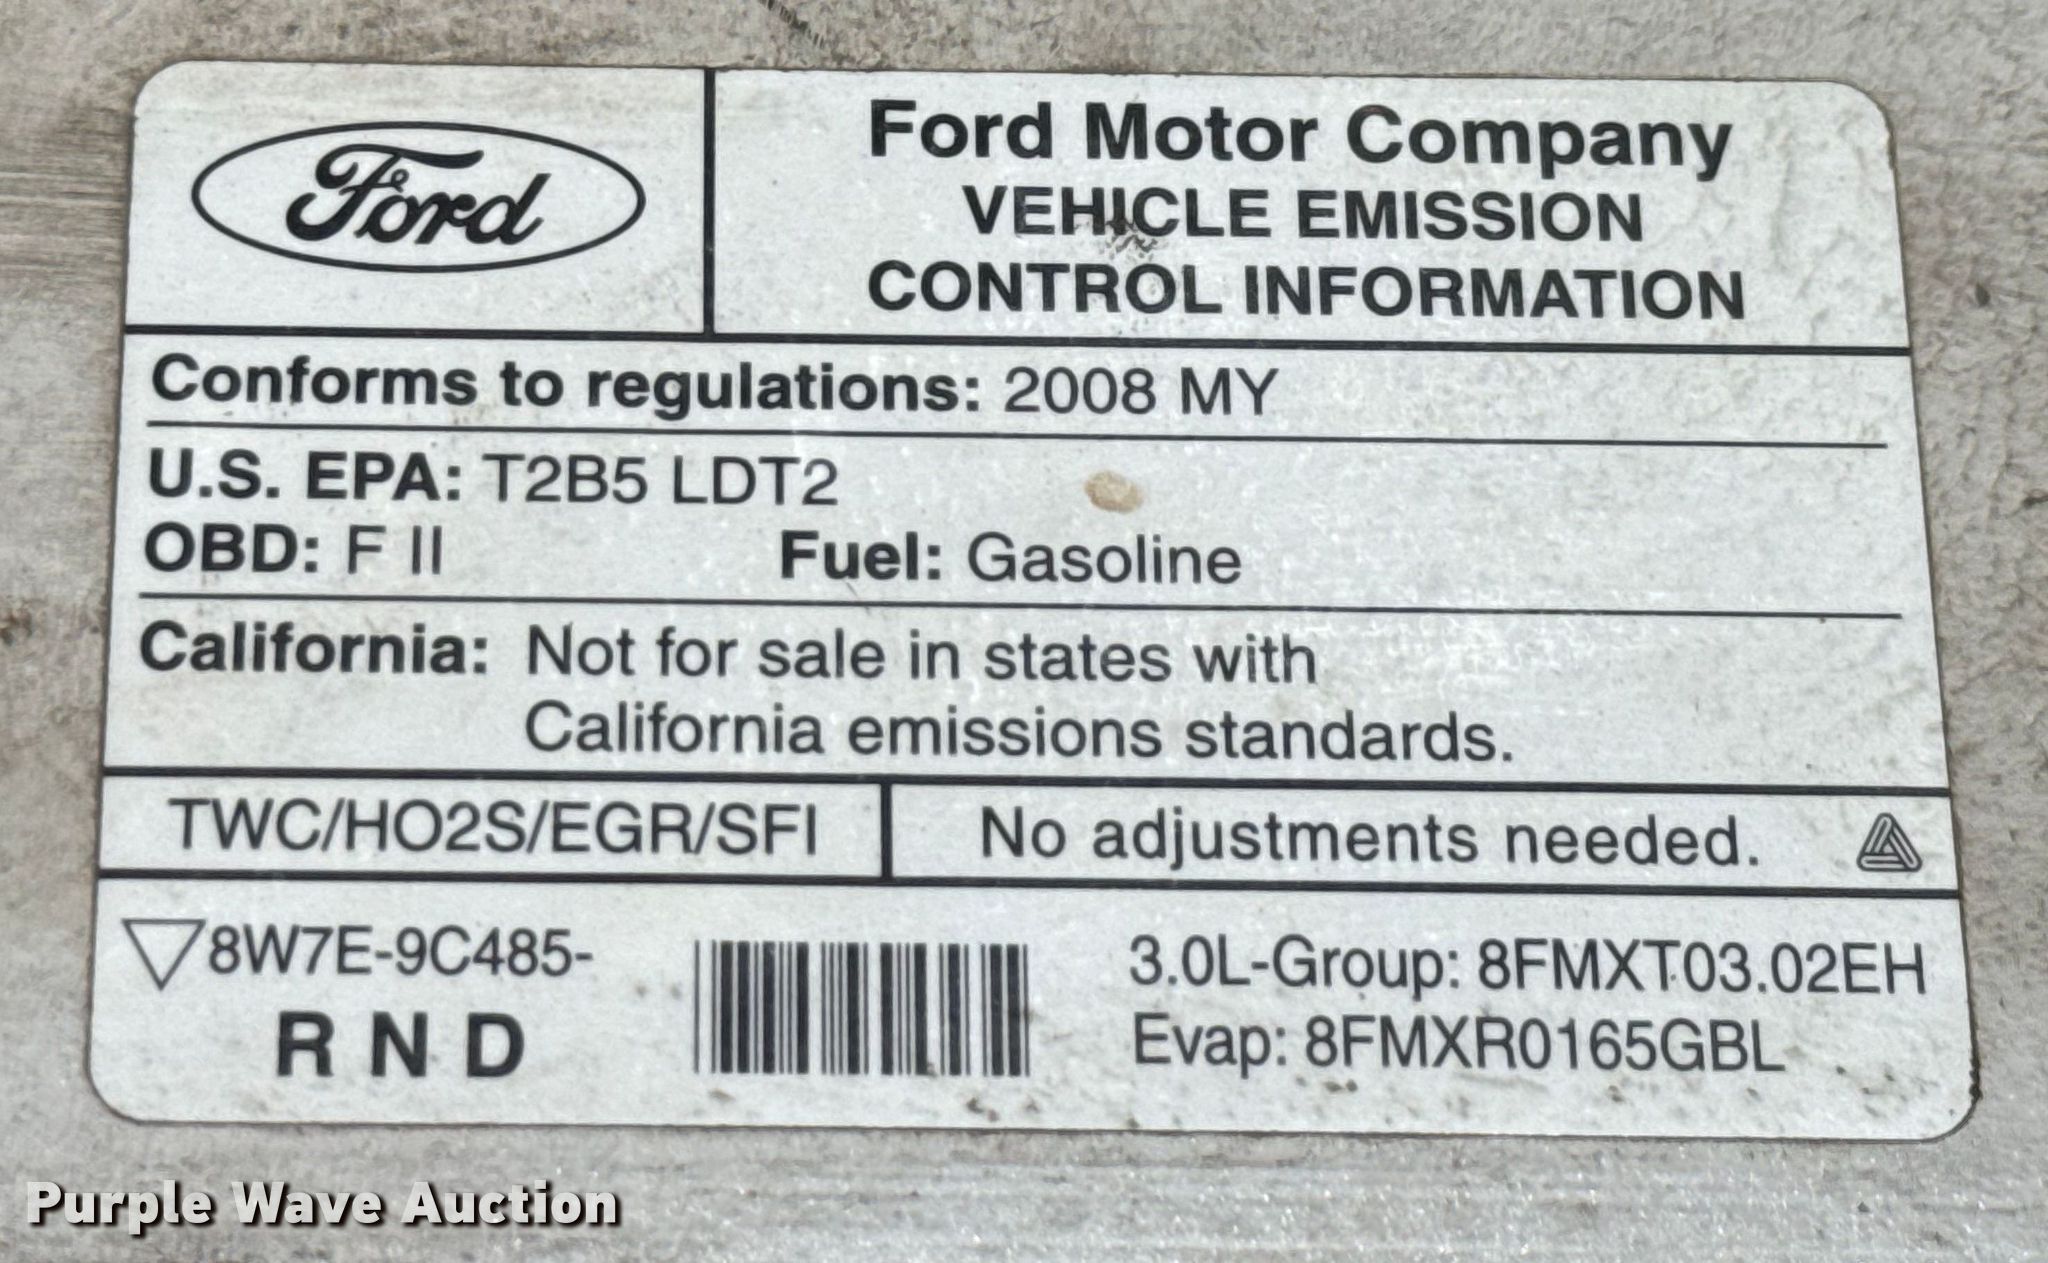 Ford
Ford Motor Company
VEHICLE EMISSION
CONTROL INFORMATION
Conforms to regulations: 2008 MY
U.S. EPA: T2B5 LDT2
OBD: F II Fuel: Gasoline
California: Not for sale in states with
California emissions standards.
TWC/HO2S/EGR/SFI
No adjustments needed.
8W7E-9C485-
R N D
3.0L-Group: 8FMXT03.02EH
Evap: 8FMXR0165GBL
Purple Wave Auction